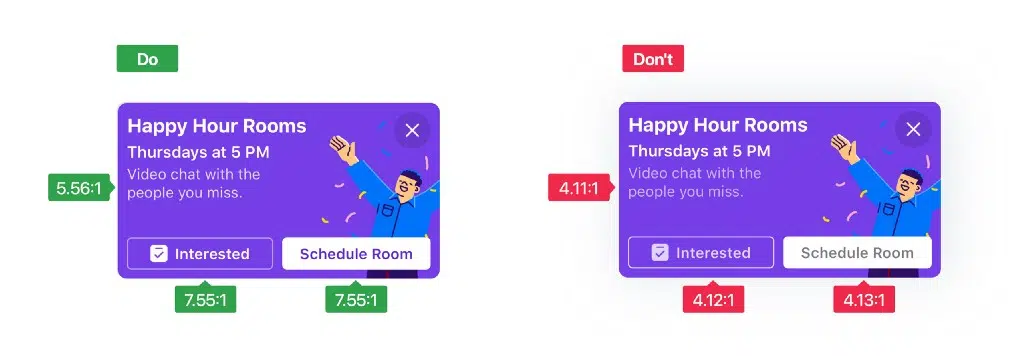 Do
Happy Hour Rooms
Thursdays at 5 PM
Video chat with the
people you miss.
5.56:1
Interested
Schedule Room
7.55:1
7.55:1
Don't
Happy Hour Rooms
Thursdays at 5 PM
Video chat with the
people you miss.
4.11:1
Interested
Schedule Room
4.12:1
4.13:1